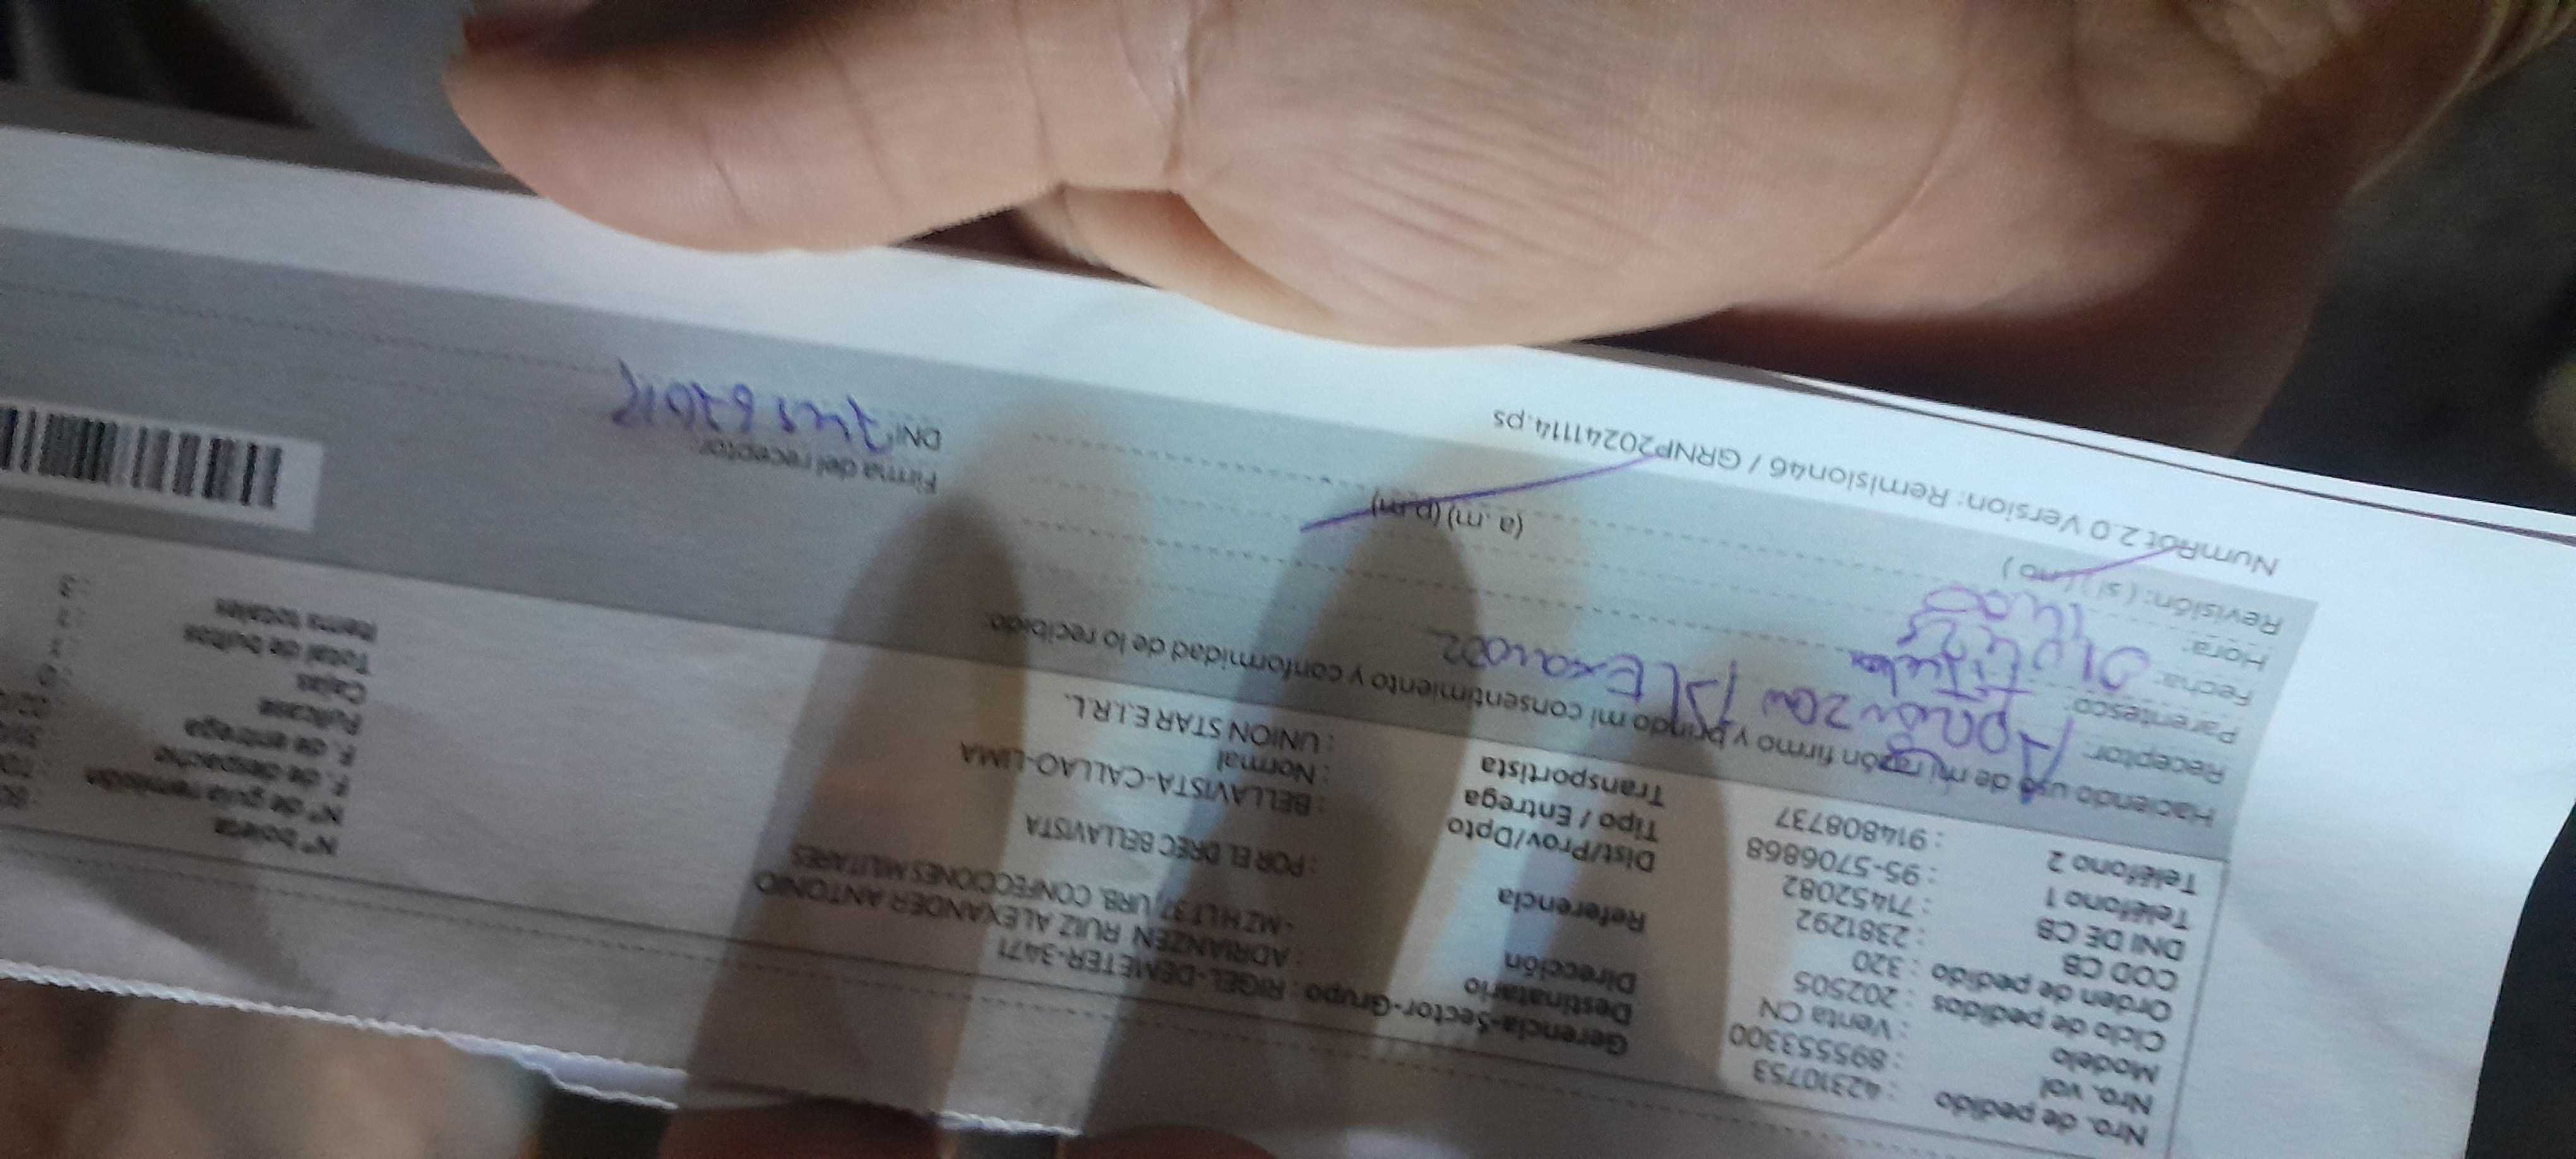 Nro. de pedido : 42310753
Nro. vol : 895553300
Modelo : Venta CN
Ciclo de pedidos : 202505
Orden de pedido : 320
COD CB : 2381292
DNI DE CB : 71452082
Teléfono 1 : 95-5706868
Teléfono 2 : 914808737
Gerencia-Sector-Grupo : RIGEL-DEMETER-3471
Destinatario : ADRIANZEN RUIZ ALEXANDER ANTONIO
Dirección -MZ H LT 37, URB. CONFECCIONES MILITARES
Referencia : POR EL DREC BELLAVISTA
Dist/Prov/Dpto : BELLAVISTA-CALLAO-LIMA
Tipo / Entrega : Normal
Transportista : UNION STAR E.I.R.L.
N° boleta
N° de guía remisión
F. de despacho
F. de entrega
Fullcase
Cajas
Total de bultos
Items totales : 3
Haciendo uso de mi razón firmo y brindo mi consentimiento y conformidad de lo recibido.
Receptor:
Parentesco:
Fecha:
Hora: (a. m) (p.m)
Revisión: ( si ) ( no )
Firma del receptor
DNI
NumRot 2.0 Version: Remision46 / GRNP20241114.ps